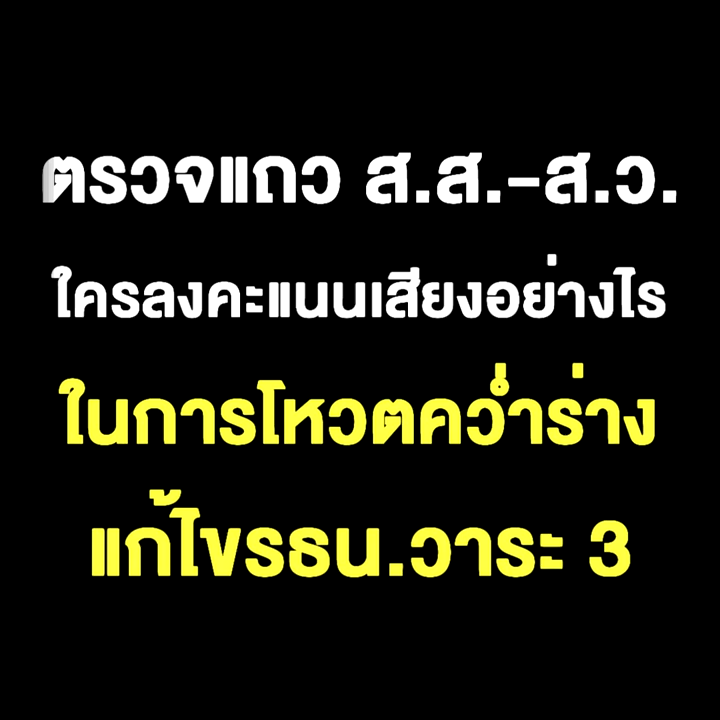 ตรวจแถว ส.ส.-ส.ว.
ใครลงคะแนนเสียงอย่างไร
ในการโหวตคว่ำร่าง
แก้ไขรธน.วาระ 3